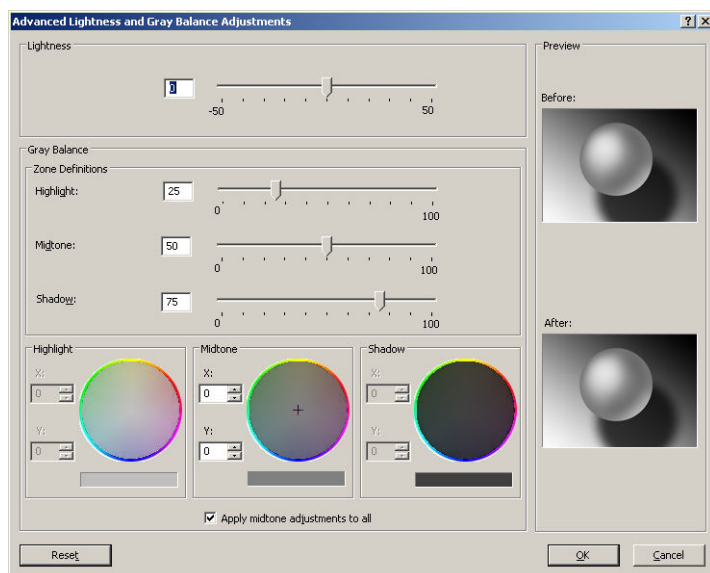 Advanced Lightness and Gray Balance Adjustments
Lightness
0
-50 50
Gray Balance
Zone Definitions
Highlight: 25
0 100
Midtone: 50
0 100
Shadow: 75
0 100
Highlight
X:
0
Y:
0
Midtone
X:
0
Y:
0
Shadow
X:
0
Y:
0
Apply midtone adjustments to all
Preview
Before:
After:
Reset
OK
Cancel